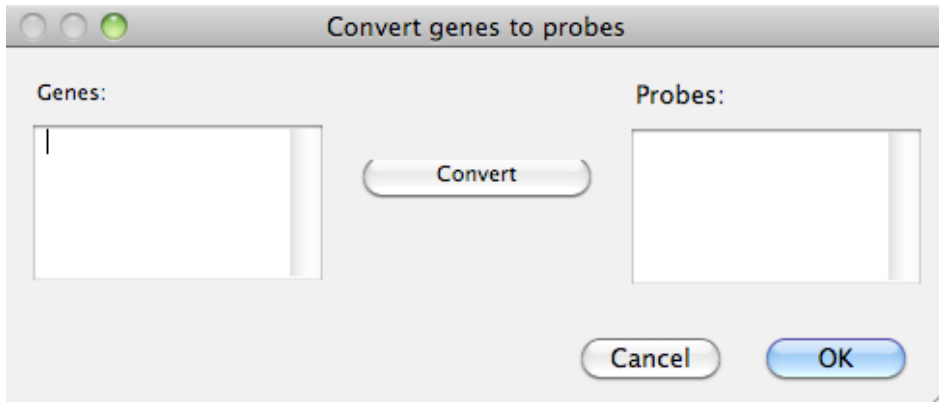 Convert genes to probes
Genes:
Probes:
Convert
Cancel
OK